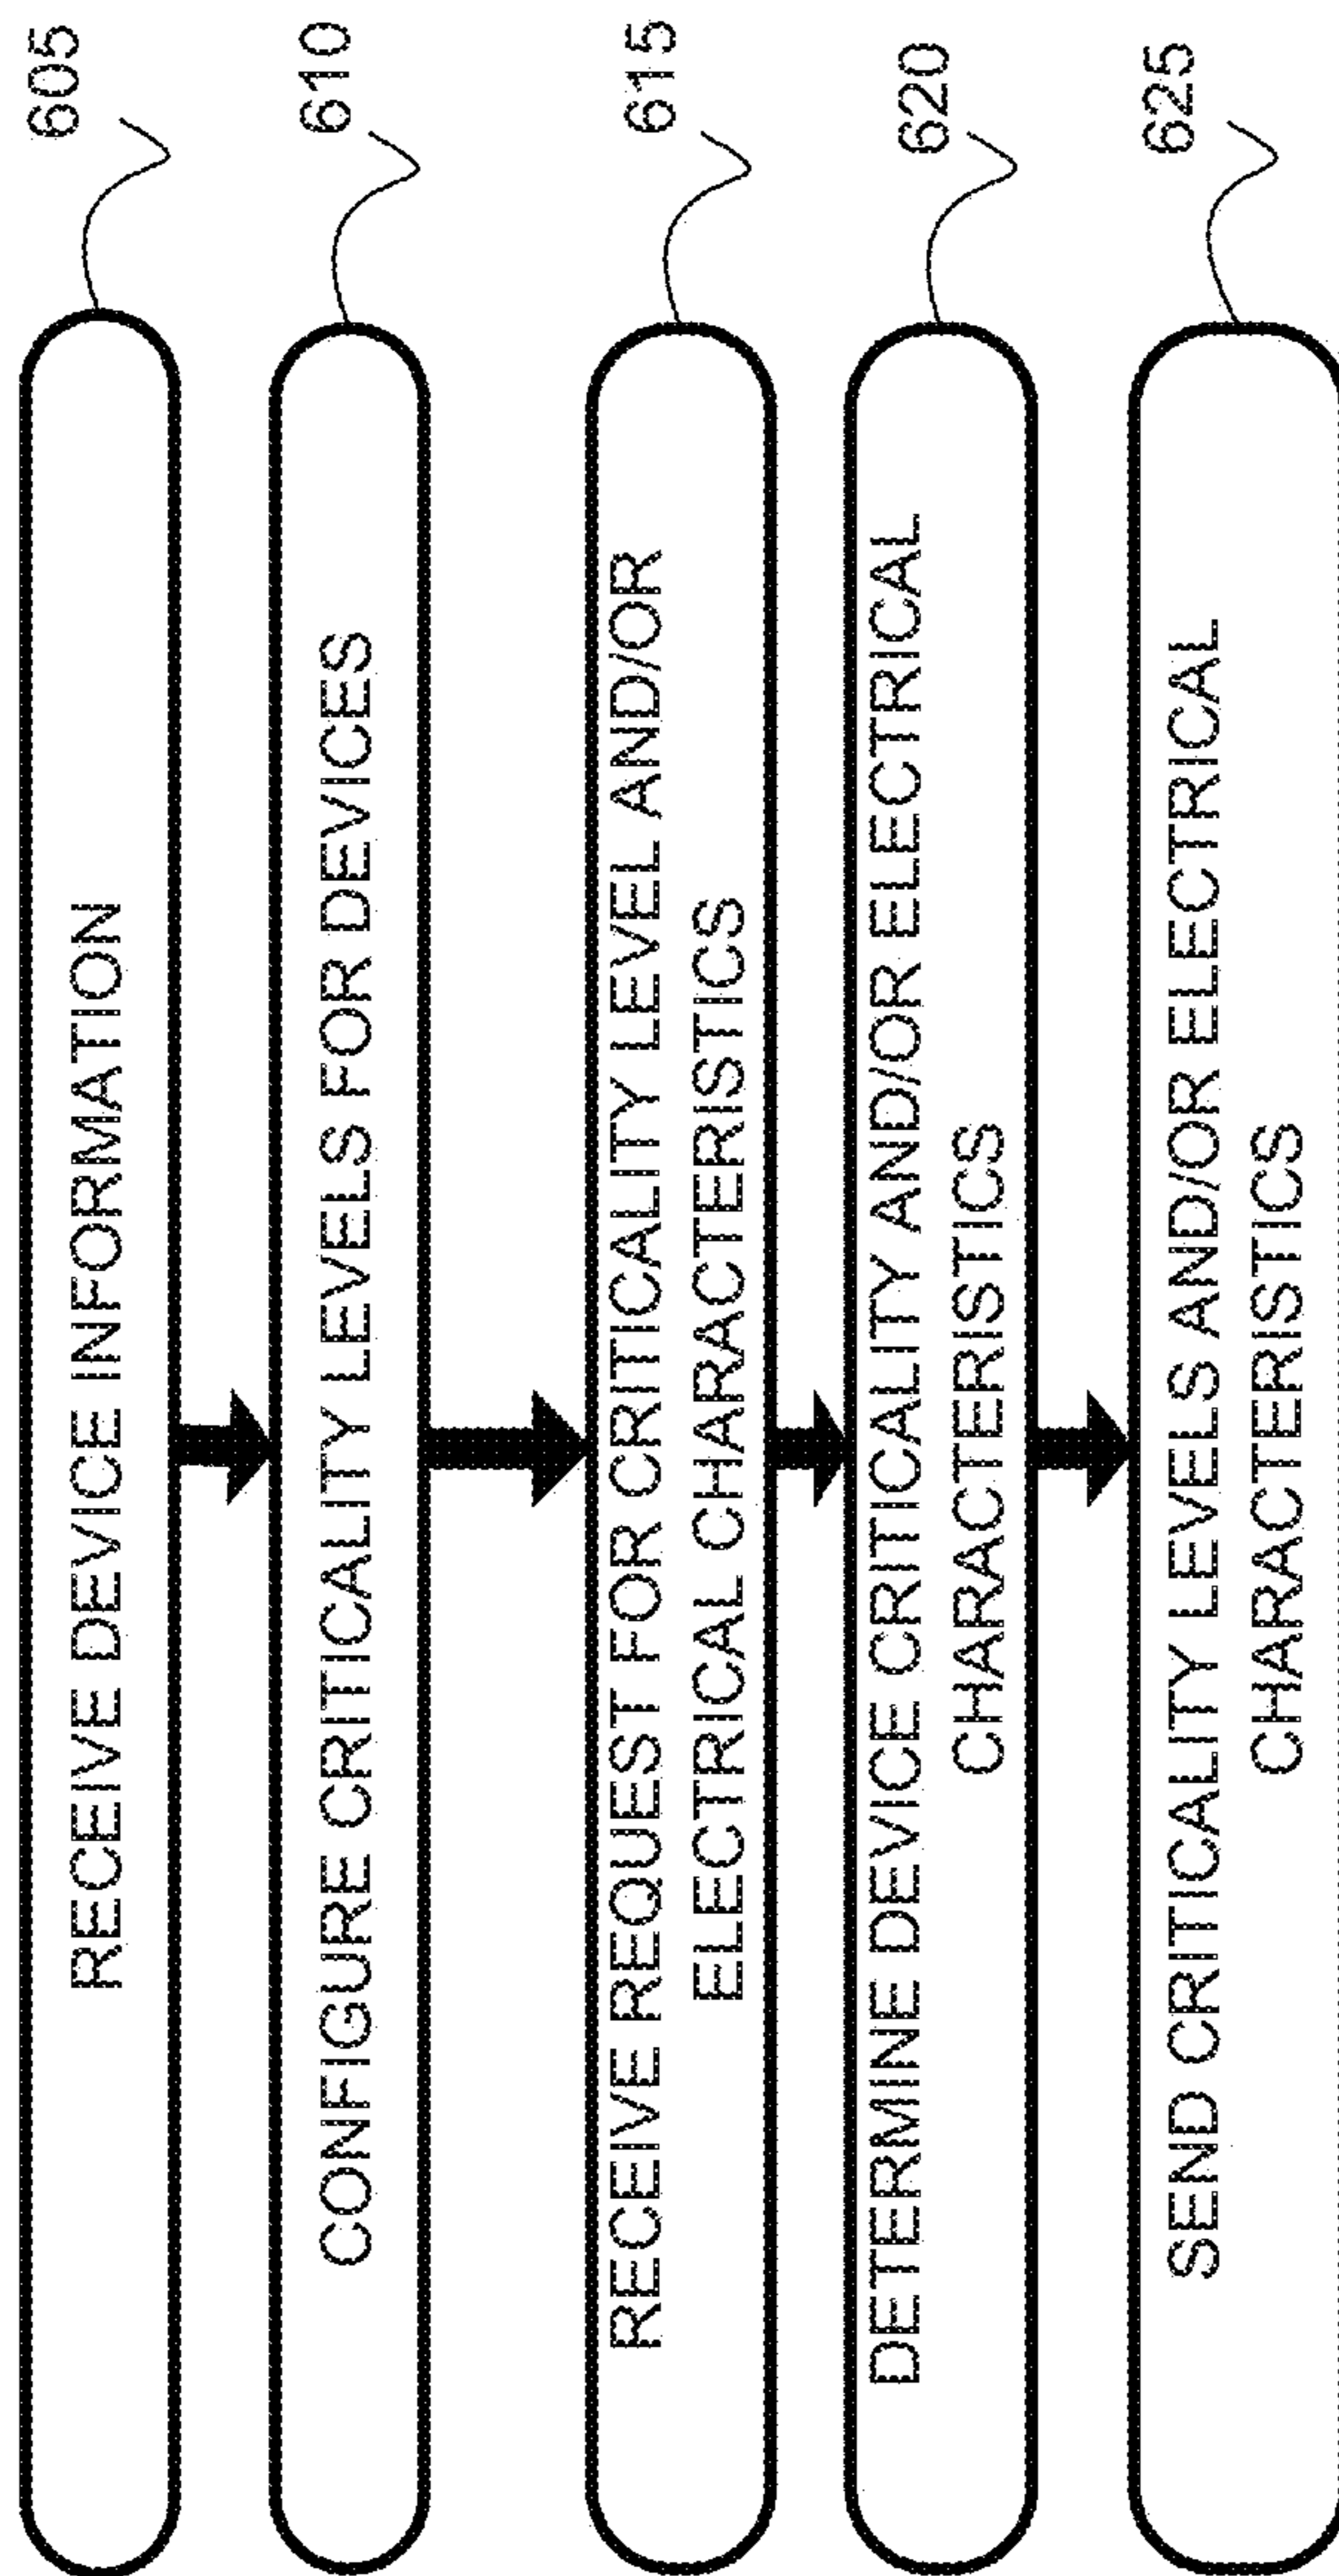 605
RECEIVE DEVICE INFORMATION
610
CONFIGURE CRITICALITY LEVELS FOR DEVICES
615
RECEIVE REQUEST FOR CRITICALITY LEVEL AND/OR
ELECTRICAL CHARACTERISTICS
620
DETERMINE DEVICE CRITICALITY AND/OR ELECTRICAL
CHARACTERISTICS
625
SEND CRITICALITY LEVELS AND/OR ELECTRICAL
CHARACTERISTICS